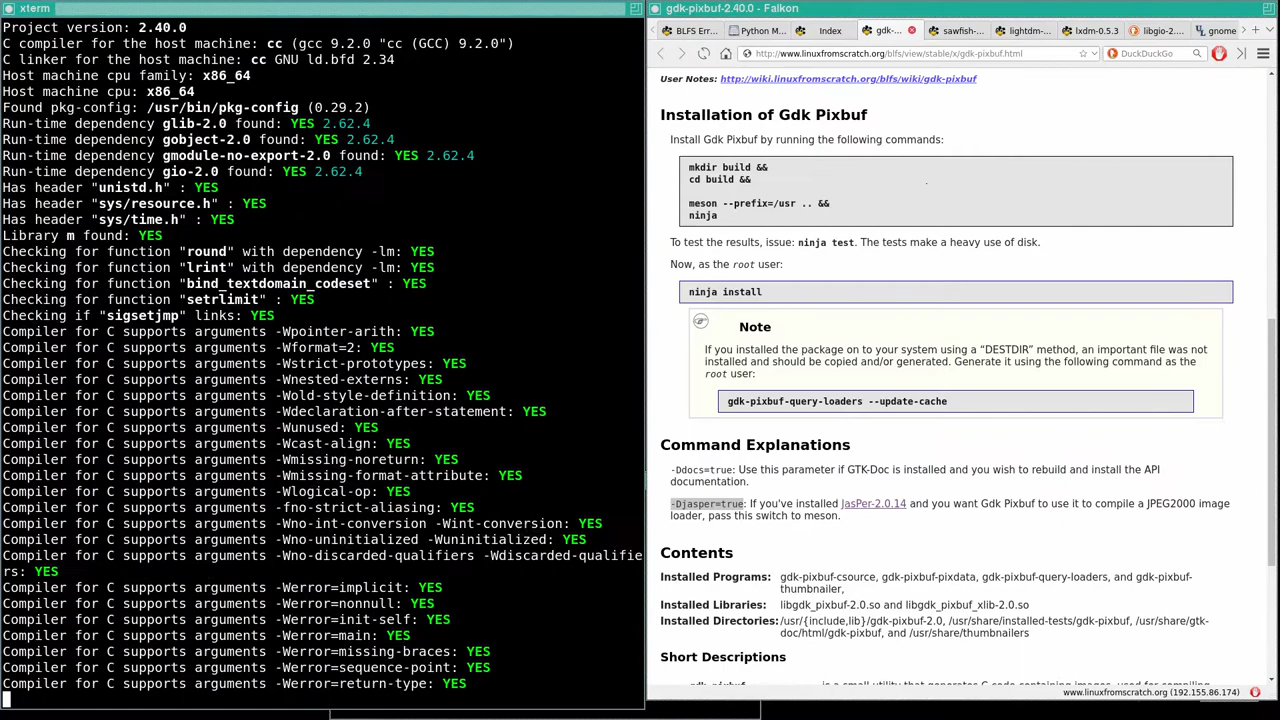 xterm
Project version: 2.40.0
C compiler for the host machine: cc (gcc 9.2.0 "cc (GCC) 9.2.0")
C linker for the host machine: cc GNU ld.bfd 2.34
Host machine cpu family: x86_64
Host machine cpu: x86_64
Found pkg-config: /usr/bin/pkg-config (0.29.2)
Run-time dependency glib-2.0 found: YES 2.62.4
Run-time dependency gobject-2.0 found: YES 2.62.4
Run-time dependency gmodule-no-export-2.0 found: YES 2.62.4
Run-time dependency gio-2.0 found: YES 2.62.4
Has header "unistd.h" : YES
Has header "sys/resource.h" : YES
Has header "sys/time.h" : YES
Library m found: YES
Checking for function "round" with dependency -lm: YES
Checking for function "lrint" with dependency -lm: YES
Checking for function "bind_textdomain_codeset" : YES
Checking for function "setrlimit" : YES
Checking if "sigsetjmp" links: YES
Compiler for C supports arguments -Wpointer-arith: YES
Compiler for C supports arguments -Wformat=2: YES
Compiler for C supports arguments -Wstrict-prototypes: YES
Compiler for C supports arguments -Wnested-externs: YES
Compiler for C supports arguments -Wold-style-definition: YES
Compiler for C supports arguments -Wdeclaration-after-statement: YES
Compiler for C supports arguments -Wunused: YES
Compiler for C supports arguments -Wcast-align: YES
Compiler for C supports arguments -Wmissing-noreturn: YES
Compiler for C supports arguments -Wmissing-format-attribute: YES
Compiler for C supports arguments -Wlogical-op: YES
Compiler for C supports arguments -fno-strict-aliasing: YES
Compiler for C supports arguments -Wno-int-conversion -Wint-conversion: YES
Compiler for C supports arguments -Wno-uninitialized -Wuninitialized: YES
Compiler for C supports arguments -Wno-discarded-qualifiers -Wdiscarded-qualifie
rs: YES
Compiler for C supports arguments -Werror=implicit: YES
Compiler for C supports arguments -Werror=nonnull: YES
Compiler for C supports arguments -Werror=init-self: YES
Compiler for C supports arguments -Werror=main: YES
Compiler for C supports arguments -Werror=missing-braces: YES
Compiler for C supports arguments -Werror=sequence-point: YES
Compiler for C supports arguments -Werror=return-type: YES
gdk-pixbuf-2.40.0 - Falkon
BLFS Err... Python M... Index gdk-... sawfish-... lightdm-... lxdm-0.5.3 libgio-2.... gnome
http://www.linuxfromscratch.org/blfs/view/stable/x/gdk-pixbuf.html DuckDuckGo
User Notes: http://wiki.linuxfromscratch.org/blfs/wiki/gdk-pixbuf
Installation of Gdk Pixbuf
Install Gdk Pixbuf by running the following commands:
mkdir build &&
cd build &&
meson --prefix=/usr .. &&
ninja
To test the results, issue: ninja test. The tests make a heavy use of disk.
Now, as the root user:
ninja install
Note
If you installed the package on to your system using a “DESTDIR” method, an important file was not
installed and should be copied and/or generated. Generate it using the following command as the
root user:
gdk-pixbuf-query-loaders --update-cache
Command Explanations
-Ddocs=true: Use this parameter if GTK-Doc is installed and you wish to rebuild and install the API
documentation.
-Djasper=true: If you've installed JasPer-2.0.14 and you want Gdk Pixbuf to use it to compile a JPEG2000 image
loader, pass this switch to meson.
Contents
Installed Programs: gdk-pixbuf-csource, gdk-pixbuf-pixdata, gdk-pixbuf-query-loaders, and gdk-pixbuf-
thumbnailer,
Installed Libraries: libgdk_pixbuf-2.0.so and libgdk_pixbuf_xlib-2.0.so
Installed Directories: /usr/{include,lib}/gdk-pixbuf-2.0, /usr/share/installed-tests/gdk-pixbuf, /usr/share/gtk-
doc/html/gdk-pixbuf, and /usr/share/thumbnailers
Short Descriptions
is a small utility that generates C code containing images, used for compiling
www.linuxfromscratch.org (192.155.86.174)